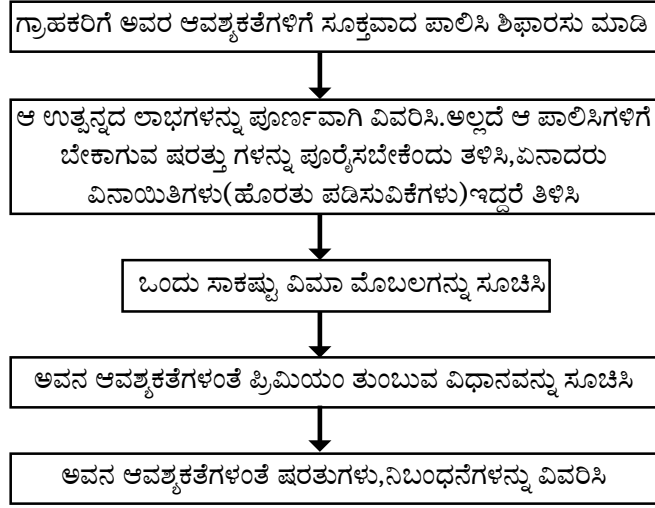 ಗ್ರಾಹಕರಿಗೆ ಅವರ ಆವಶ್ಯಕತೆಗಳಿಗೆ ಸೂಕ್ತವಾದ ಪಾಲಿಸಿ ಶಿಫಾರಸು ಮಾಡಿ
ಆ ಉತ್ಪನ್ನದ ಲಾಭಗಳನ್ನು ಪೂರ್ಣವಾಗಿ ವಿವರಿಸಿ.ಅಲ್ಲದೆ ಆ ಪಾಲಿಸಿಗಳಿಗೆ
ಬೇಕಾಗುವ ಷರತ್ತು ಗಳನ್ನು ಪೂರೈಸಬೇಕೆಂದು ತಳಿಸಿ,ಏನಾದರು
ವಿನಾಯಿತಿಗಳು(ಹೊರತು ಪಡಿಸುವಿಕೆಗಳು)ಇದ್ದರೆ ತಿಳಿಸಿ
ಒಂದು ಸಾಕಷ್ಟು ವಿಮಾ ಮೊಬಲಗನ್ನು ಸೂಚಿಸಿ
ಅವನ ಆವಶ್ಯಕತೆಗಳಂತೆ ಪ್ರಿಮಿಯಂ ತುಂಬುವ ವಿಧಾನವನ್ನು ಸೂಚಿಸಿ
ಅವನ ಆವಶ್ಯಕತೆಗಳಂತೆ ಷರತುಗಳು,ನಿಬಂಧನೆಗಳನ್ನು ವಿವರಿಸಿ